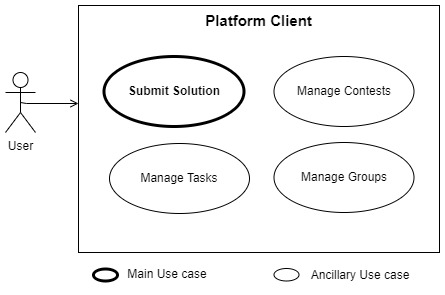 Platform Client
Submit Solution
Manage Contests
User
Manage Tasks
Manage Groups
Main Use case
Ancillary Use case